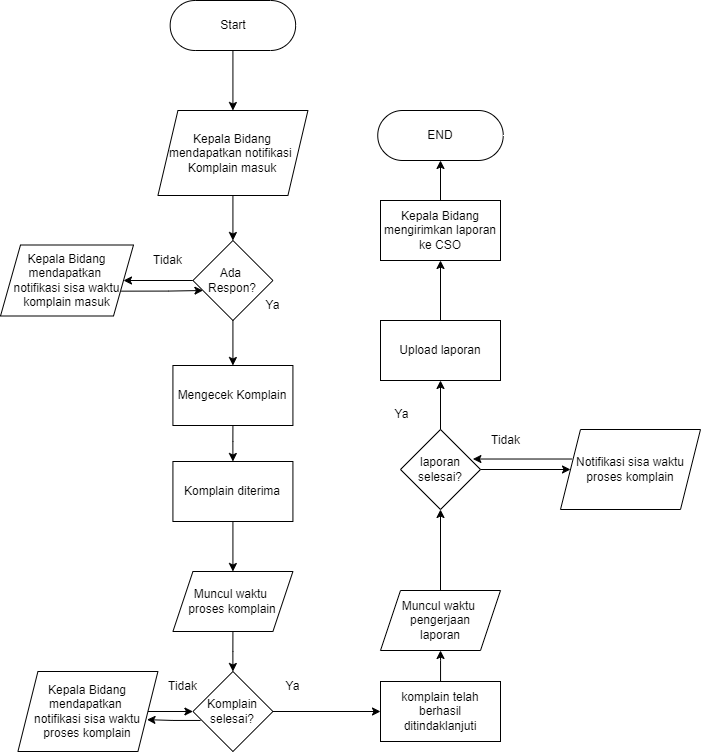 Start
Kepala Bidang
mendapatkan notifikasi
Komplain masuk
Ada
Respon?
Tidak
Kepala Bidang
mendapatkan
notifikasi sisa waktu
komplain masuk
Ya
Mengecek Komplain
Komplain diterima
Muncul waktu
proses komplain
Komplain
selesai?
Tidak
Kepala Bidang
mendapatkan
notifikasi sisa waktu
proses komplain
Ya
komplain telah
berhasil
ditindaklanjuti
Muncul waktu
pengerjaan
laporan
laporan
selesai?
Tidak
Notifikasi sisa waktu
proses komplain
Ya
Upload laporan
Kepala Bidang
mengirimkan laporan
ke CSO
END